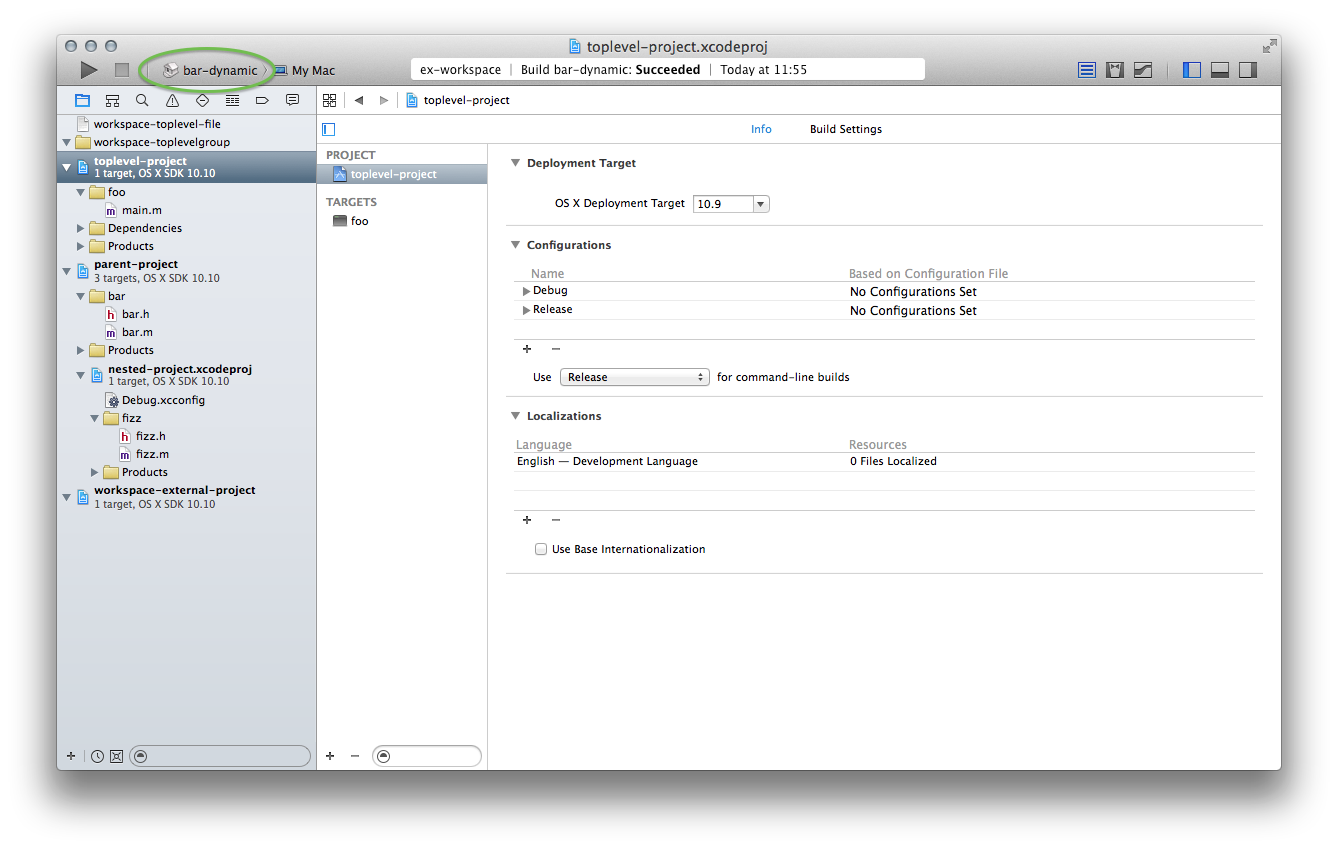 toplevel-project.xcodeproj
bar-dynamic
My Mac
ex-workspace | Build bar-dynamic: Succeeded | Today at 11:55
toplevel-project
workspace-toplevel-file
workspace-toplevelgroup
toplevel-project
1 target, OS X SDK 10.10
foo
m main.m
Dependencies
Products
parent-project
3 targets, OS X SDK 10.10
bar
h bar.h
m bar.m
Products
nested-project.xcodeproj
1 target, OS X SDK 10.10
Debug.xcconfig
fizz
h fizz.h
m fizz.m
Products
workspace-external-project
1 target, OS X SDK 10.10
Info Build Settings
PROJECT
toplevel-project
TARGETS
foo
Deployment Target
OS X Deployment Target 10.9
Configurations
Name Based on Configuration File
Debug No Configurations Set
Release No Configurations Set
+ −
Use Release for command-line builds
Localizations
Language Resources
English — Development Language 0 Files Localized
+ −
Use Base Internationalization
+
+ −